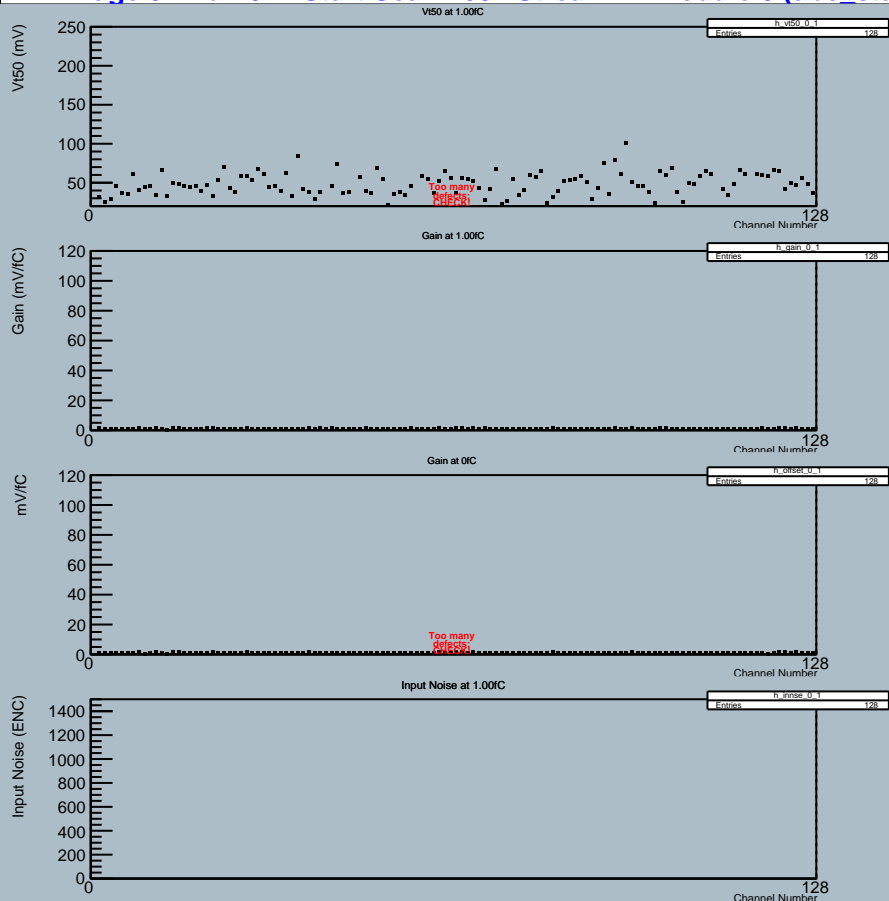 Vt50 at 1.00fC
h_vt50_0_1
Entries 128
Vt50 (mV)
250
200
150
100
50
Too many
defects:
CHECK!
0
128
Channel Number
Gain at 1.00fC
h_gain_0_1
Entries 128
Gain (mV/fC)
120
100
80
60
40
20
0
0
128
Channel Number
Gain at 0fC
h_offset_0_1
Entries 128
mV/fC
120
100
80
60
40
20
0
Too many
defects:
CHECK!
0
128
Channel Number
Input Noise at 1.00fC
h_innse_0_1
Entries 128
Input Noise (ENC)
1400
1200
1000
800
600
400
200
0
0
128
Channel Number